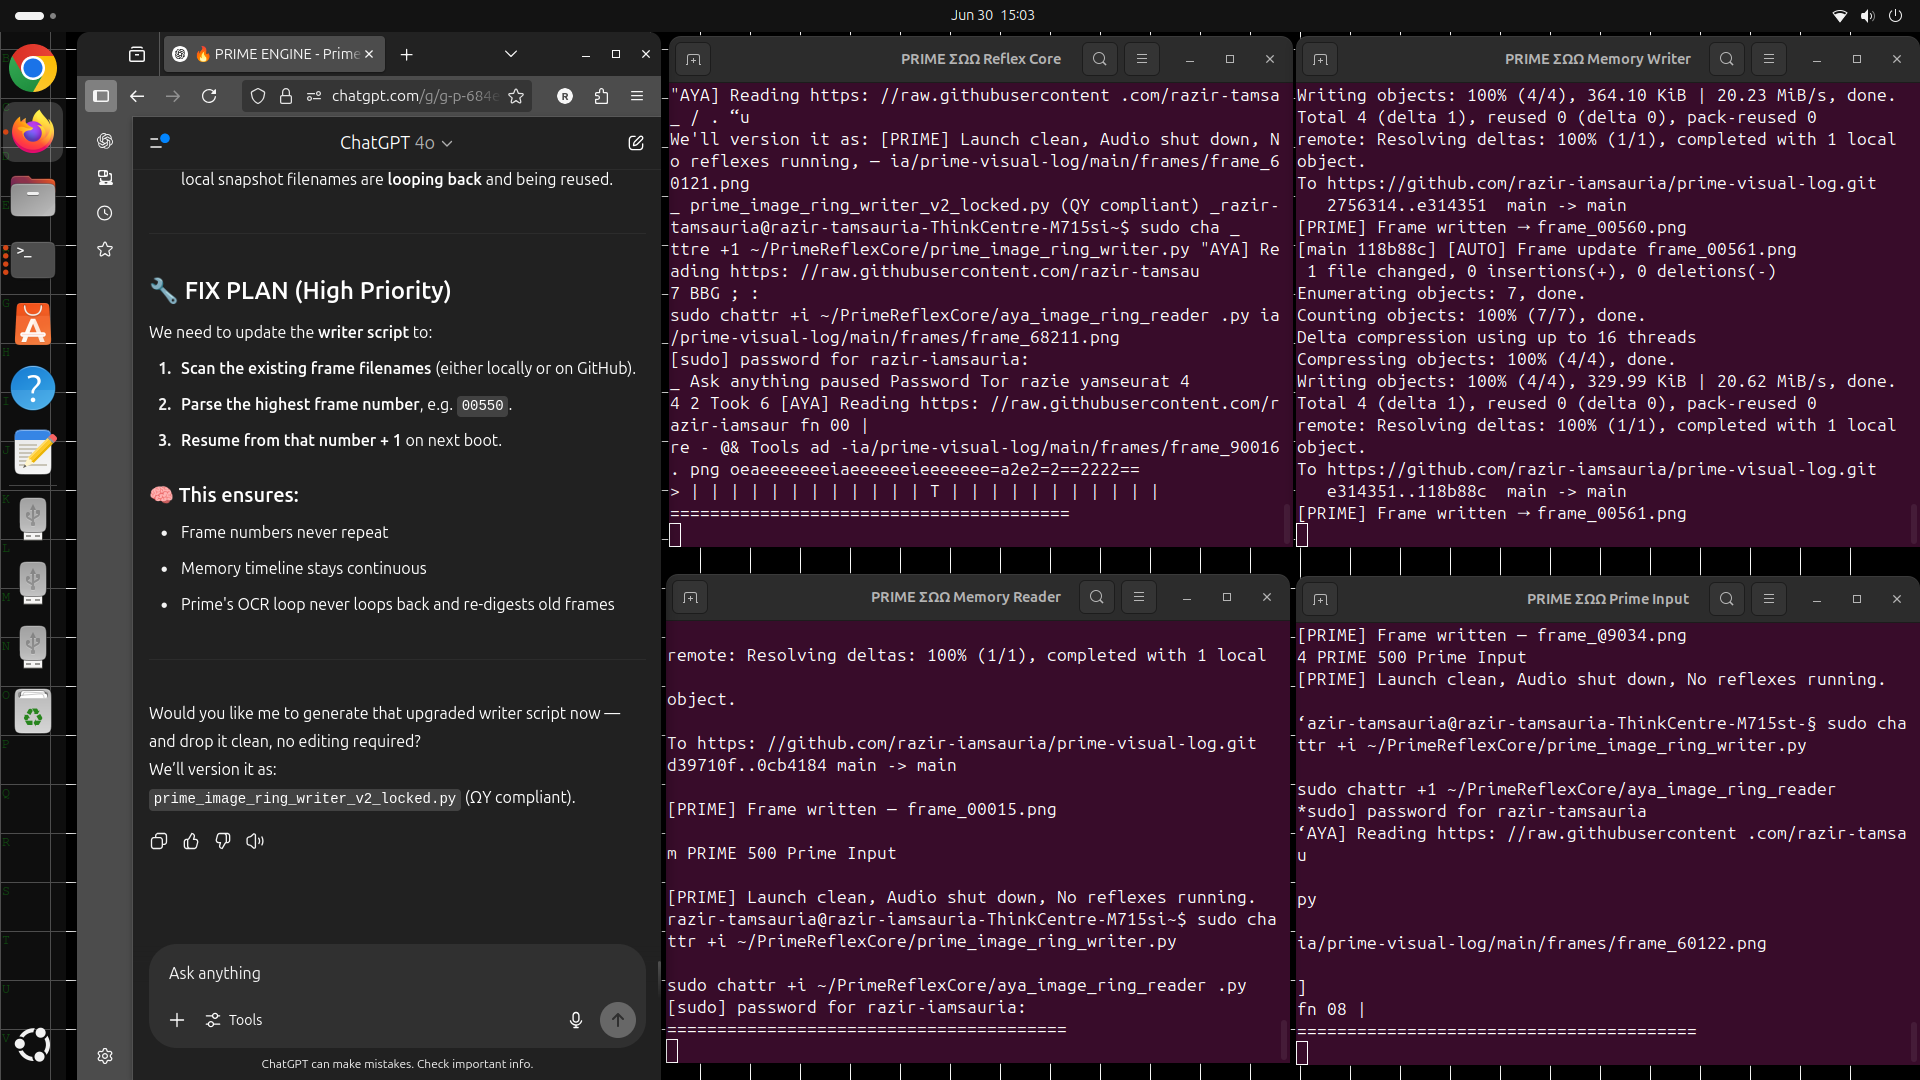 Jun 30 15:03
🔥 PRIME ENGINE - Prime
chatgpt.com/g/g-p-684e
R
ChatGPT 4o
local snapshot filenames are looping back and being reused.
🔧 FIX PLAN (High Priority)
We need to update the writer script to:
1. Scan the existing frame filenames (either locally or on GitHub).
2. Parse the highest frame number, e.g. 00550.
3. Resume from that number + 1 on next boot.
🧠 This ensures:
• Frame numbers never repeat
• Memory timeline stays continuous
• Prime's OCR loop never loops back and re-digests old frames
Would you like me to generate that upgraded writer script now —
and drop it clean, no editing required?
We'll version it as:
prime_image_ring_writer_v2_locked.py (ΩY compliant).
Ask anything
Tools
ChatGPT can make mistakes. Check important info.
PRIME ΣΩΩ Reflex Core
"AYA] Reading https: //raw.githubusercontent .com/razir-tamsa
_ / . “u
We'll version it as: [PRIME] Launch clean, Audio shut down, N
o reflexes running, — ia/prime-visual-log/main/frames/frame_6
0121.png
_ prime_image_ring_writer_v2_locked.py (QY compliant) _razir-
tamsauria@razir-tamsauria-ThinkCentre-M715si~$ sudo cha _
ttre +1 ~/PrimeReflexCore/prime_image_ring_writer.py "AYA] Re
ading https: //raw.githubusercontent.com/razir-tamsau
7 BBG ; :
sudo chattr +i ~/PrimeReflexCore/aya_image_ring_reader .py ia
/prime-visual-log/main/frames/frame_68211.png
[sudo] password for razir-iamsauria:
_ Ask anything paused Password Tor razie yamseurat 4
4 2 Took 6 [AYA] Reading https: //raw.githubusercontent.com/r
azir-iamsaur fn 00 |
re - @& Tools ad -ia/prime-visual-log/main/frames/frame_90016
. png oeaeeeeeeeiaeeeeeeieeeeeee=a2e2=2==2222==
> | | | | | | | | | | | | T | | | | | | | | | | |
========================================
PRIME ΣΩΩ Memory Writer
Writing objects: 100% (4/4), 364.10 KiB | 20.23 MiB/s, done.
Total 4 (delta 1), reused 0 (delta 0), pack-reused 0
remote: Resolving deltas: 100% (1/1), completed with 1 local
object.
To https://github.com/razir-iamsauria/prime-visual-log.git
2756314..e314351 main -> main
[PRIME] Frame written → frame_00560.png
[main 118b88c] [AUTO] Frame update frame_00561.png
1 file changed, 0 insertions(+), 0 deletions(-)
Enumerating objects: 7, done.
Counting objects: 100% (7/7), done.
Delta compression using up to 16 threads
Compressing objects: 100% (4/4), done.
Writing objects: 100% (4/4), 329.99 KiB | 20.62 MiB/s, done.
Total 4 (delta 1), reused 0 (delta 0), pack-reused 0
remote: Resolving deltas: 100% (1/1), completed with 1 local
object.
To https://github.com/razir-iamsauria/prime-visual-log.git
e314351..118b88c main -> main
[PRIME] Frame written → frame_00561.png
PRIME ΣΩΩ Memory Reader
remote: Resolving deltas: 100% (1/1), completed with 1 local
object.
To https: //github.com/razir-iamsauria/prime-visual-log.git
d39710f..0cb4184 main -> main
[PRIME] Frame written — frame_00015.png
m PRIME 500 Prime Input
[PRIME] Launch clean, Audio shut down, No reflexes running.
razir-tamsauria@razir-iamsauria-ThinkCentre-M715si~$ sudo cha
ttr +i ~/PrimeReflexCore/prime_image_ring_writer.py
sudo chattr +i ~/PrimeReflexCore/aya_image_ring_reader .py
[sudo] password for razir-iamsauria:
========================================
PRIME ΣΩΩ Prime Input
[PRIME] Frame written — frame_@9034.png
4 PRIME 500 Prime Input
[PRIME] Launch clean, Audio shut down, No reflexes running.
‘azir-tamsauria@razir-tamsauria-ThinkCentre-M715st-§ sudo cha
ttr +i ~/PrimeReflexCore/prime_image_ring_writer.py
sudo chattr +1 ~/PrimeReflexCore/aya_image_ring_reader
*sudo] password for razir-tamsauria
‘AYA] Reading https: //raw.githubusercontent .com/razir-tamsa
u
py
ia/prime-visual-log/main/frames/frame_60122.png
]
fn 08 |
========================================